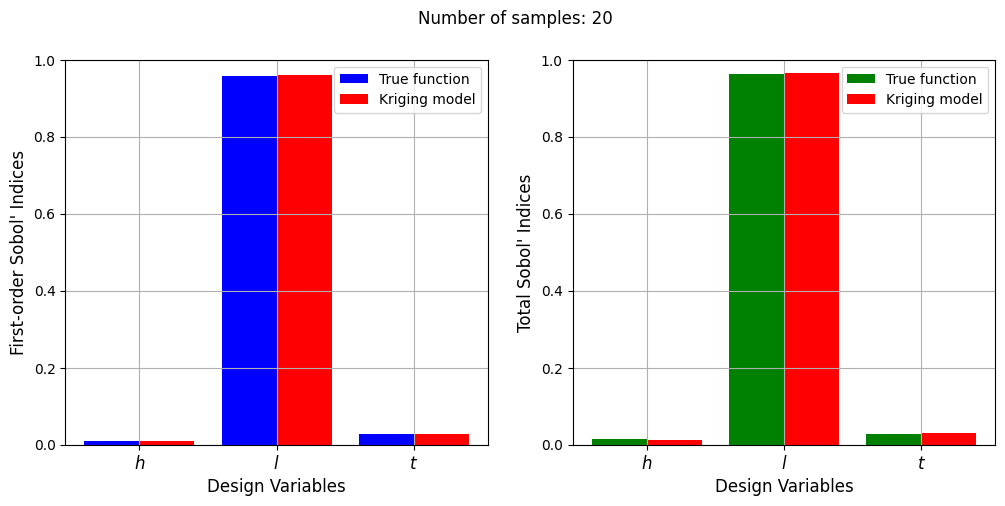 Number of samples: 20
First-order Sobol' Indices
1.0
0.8
0.6
0.4
0.2
0.0
True function
Kriging model
h
l
t
Design Variables
Total Sobol' Indices
1.0
0.8
0.6
0.4
0.2
0.0
True function
Kriging model
h
l
t
Design Variables